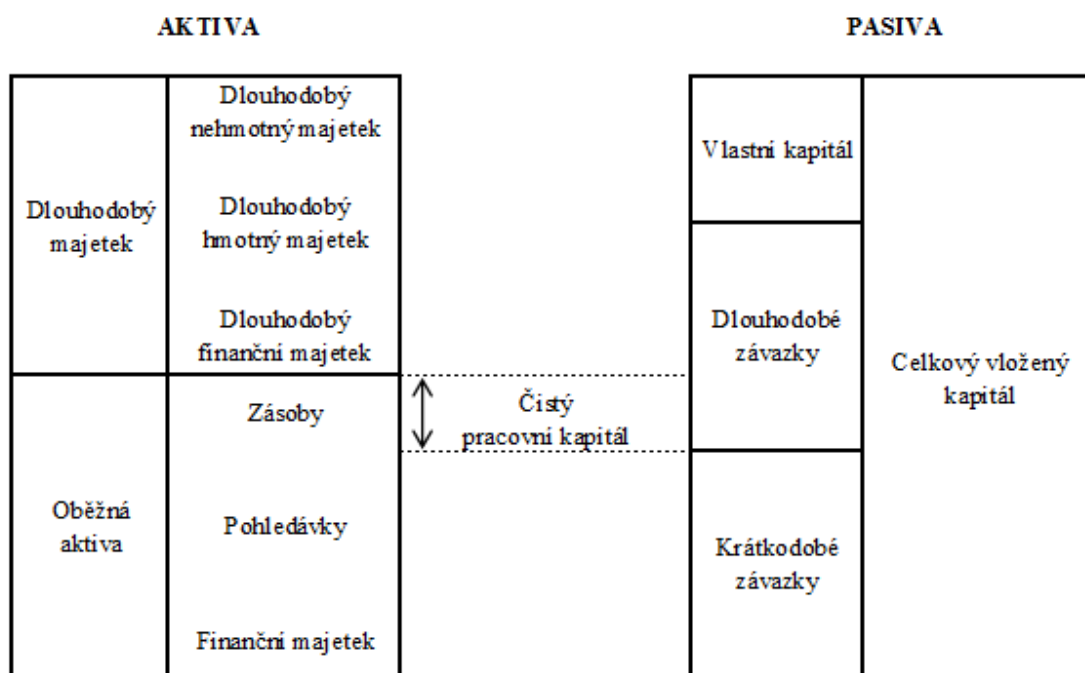 AKTIVA
PASIVA
Dlouhodobý
majetek
Dlouhodobý
nehmotný majetek
Dlouhodobý
hmotný majetek
Dlouhodobý
finanční majetek
Oběžná
aktiva
Zásoby
Pohledávky
Finanční majetek
Čistý
pracovní kapitál
Vlastní kapitál
Dlouhodobé
závazky
Krátkodobé
závazky
Celkový vložený
kapitál